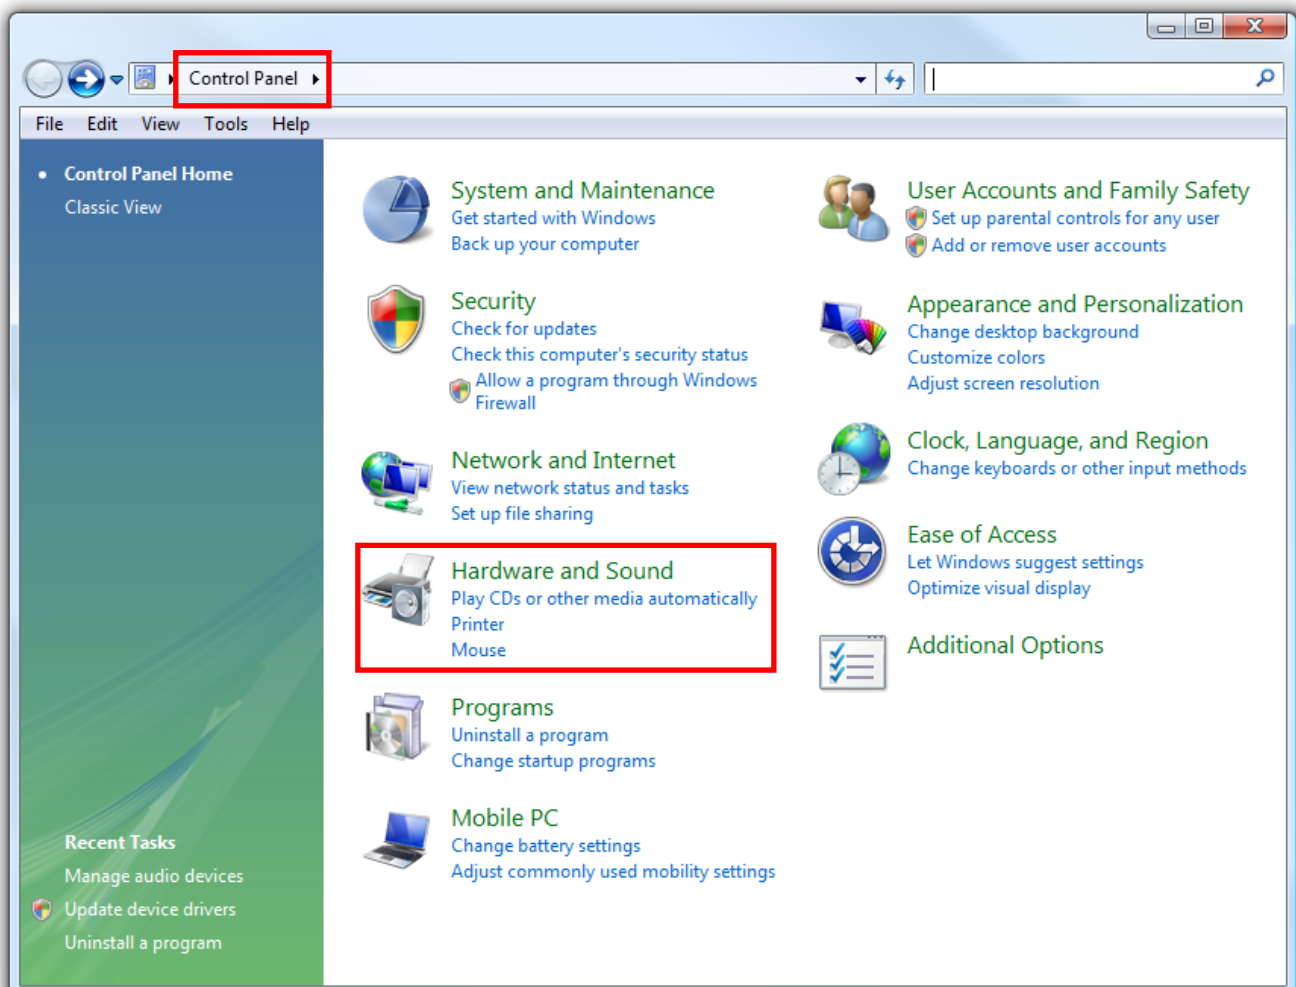 Control Panel
File Edit View Tools Help
Control Panel Home
Classic View
System and Maintenance
Get started with Windows
Back up your computer
Security
Check for updates
Check this computer's security status
Allow a program through Windows
Firewall
Network and Internet
View network status and tasks
Set up file sharing
Hardware and Sound
Play CDs or other media automatically
Printer
Mouse
Programs
Uninstall a program
Change startup programs
Mobile PC
Change battery settings
Adjust commonly used mobility settings
User Accounts and Family Safety
Set up parental controls for any user
Add or remove user accounts
Appearance and Personalization
Change desktop background
Customize colors
Adjust screen resolution
Clock, Language, and Region
Change keyboards or other input methods
Ease of Access
Let Windows suggest settings
Optimize visual display
Additional Options
Recent Tasks
Manage audio devices
Update device drivers
Uninstall a program